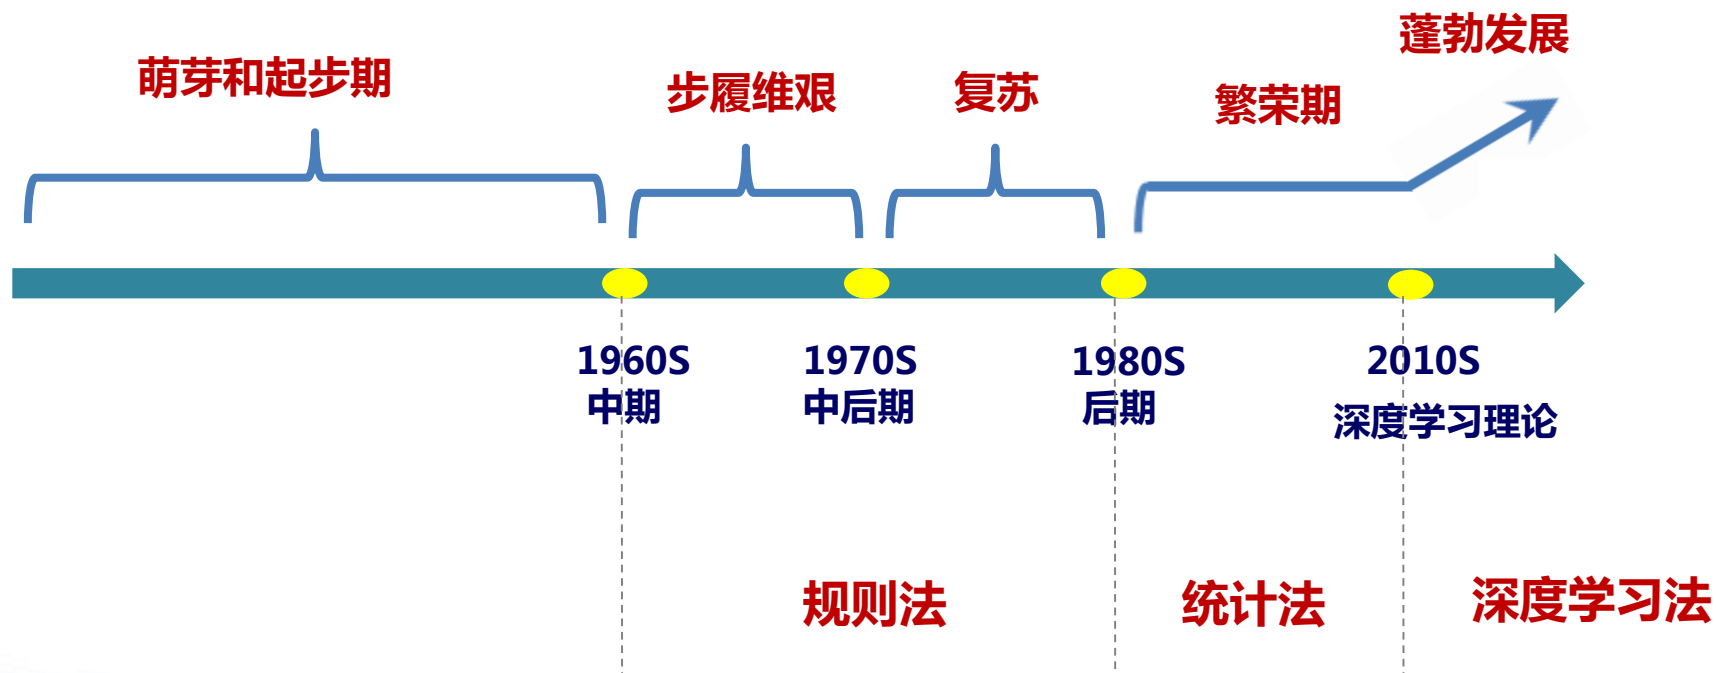 蓬勃发展
萌芽和起步期
步履维艰
复苏
繁荣期
1960S
中期
1970S
中后期
1980S
后期
2010S
深度学习理论
规则法
统计法
深度学习法